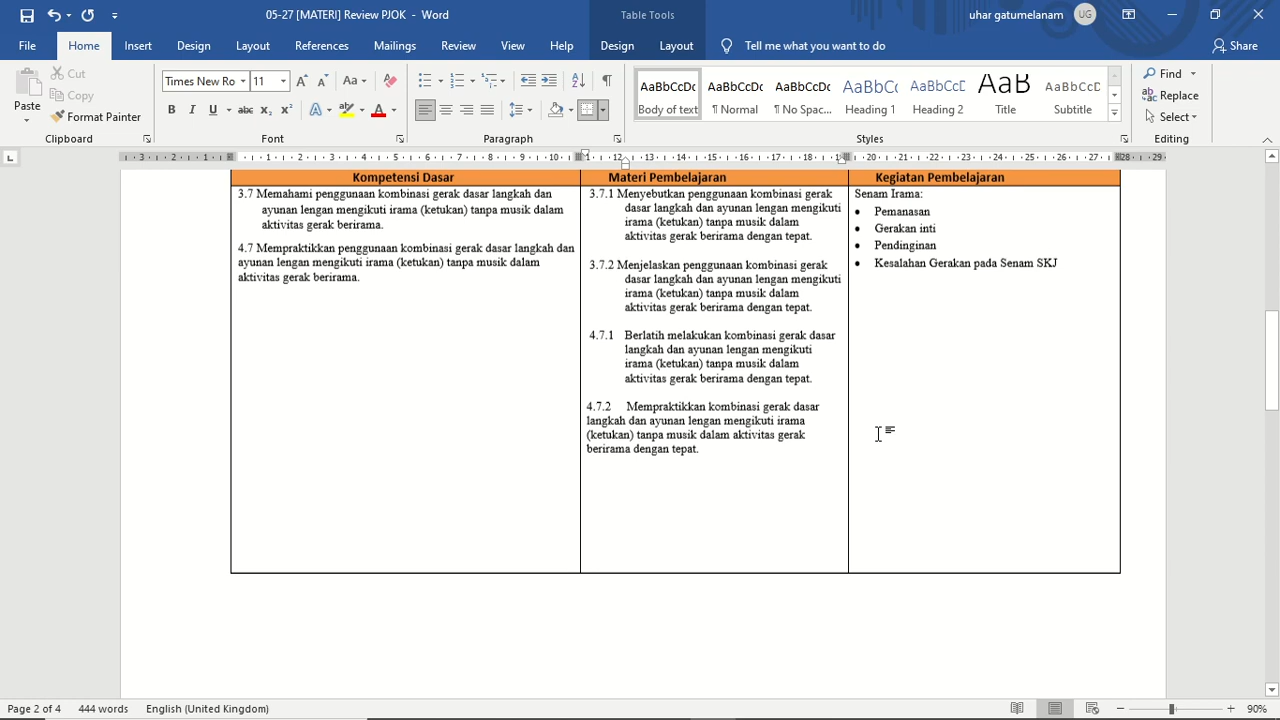 05-27 [MATERI] Review PJOK - Word
Table Tools
uhar gatumelanam
UG
File
Home
Insert
Design
Layout
References
Mailings
Review
View
Help
Design
Layout
Tell me what you want to do
Share
Paste
Cut
Copy
Format Painter
Clipboard
Times New Ro
11
Font
Paragraph
AaBbCcDc
Body of text
AaBbCcDc
¶ Normal
AaBbCcDc
¶ No Spac...
AaBbCc
Heading 1
AaBbCcD
Heading 2
AaB
Title
AaBbCcD
Subtitle
Styles
Find
Replace
Select
Editing
Kompetensi Dasar
Materi Pembelajaran
Kegiatan Pembelajaran
3.7 Memahami penggunaan kombinasi gerak dasar langkah dan
ayunan lengan mengikuti irama (ketukan) tanpa musik dalam
aktivitas gerak berirama.
4.7 Mempraktikkan penggunaan kombinasi gerak dasar langkah dan
ayunan lengan mengikuti irama (ketukan) tanpa musik dalam
aktivitas gerak berirama.
3.7.1 Menyebutkan penggunaan kombinasi gerak
dasar langkah dan ayunan lengan mengikuti
irama (ketukan) tanpa musik dalam
aktivitas gerak berirama dengan tepat.
3.7.2 Menjelaskan penggunaan kombinasi gerak
dasar langkah dan ayunan lengan mengikuti
irama (ketukan) tanpa musik dalam
aktivitas gerak berirama dengan tepat.
4.7.1 Berlatih melakukan kombinasi gerak dasar
langkah dan ayunan lengan mengikuti
irama (ketukan) tanpa musik dalam
aktivitas gerak berirama dengan tepat.
4.7.2 Mempraktikkan kombinasi gerak dasar
langkah dan ayunan lengan mengikuti irama
(ketukan) tanpa musik dalam aktivitas gerak
berirama dengan tepat.
Senam Irama:
• Pemanasan
• Gerakan inti
• Pendinginan
• Kesalahan Gerakan pada Senam SKJ
Page 2 of 4
444 words
English (United Kingdom)
90%